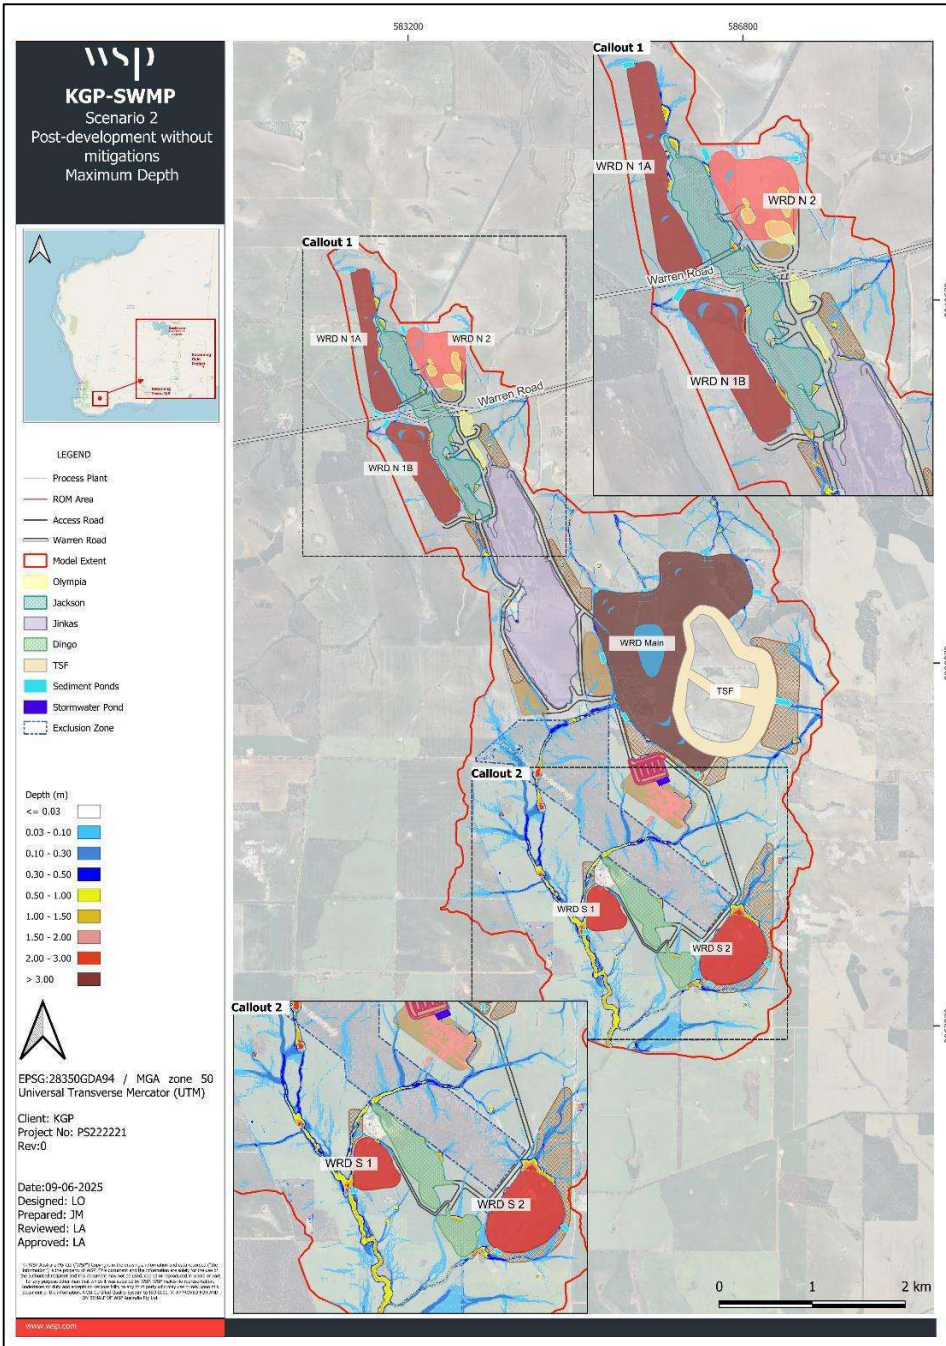 wsp
KGP-SWMP
Scenario 2
Post-development without
mitigations
Maximum Depth
LEGEND
Process Plant
ROM Area
Access Road
Warren Road
Model Extent
Olympia
Jackson
Jinkas
Dingo
TSF
Sediment Ponds
Stormwater Pond
Exclusion Zone
Depth (m)
<= 0.03
0.03 - 0.10
0.10 - 0.30
0.30 - 0.50
0.50 - 1.00
1.00 - 1.50
1.50 - 2.00
2.00 - 3.00
> 3.00
EPSG:28350GDA94 / MGA zone 50
Universal Transverse Mercator (UTM)
Client: KGP
Project No: PS222221
Rev:0
Date:09-06-2025
Designed: LO
Prepared: JM
Reviewed: LA
Approved: LA
www.wsp.com
583200
586800
Callout 1
WRD N 1A
WRD N 2
Warren Road
WRD N 1B
Callout 1
WRD N 1A
WRD N 2
Warren Road
WRD N 1B
WRD Main
TSF
Callout 2
WRD S 1
WRD S 2
Callout 2
WRD S 1
WRD S 2
0 1 2 km